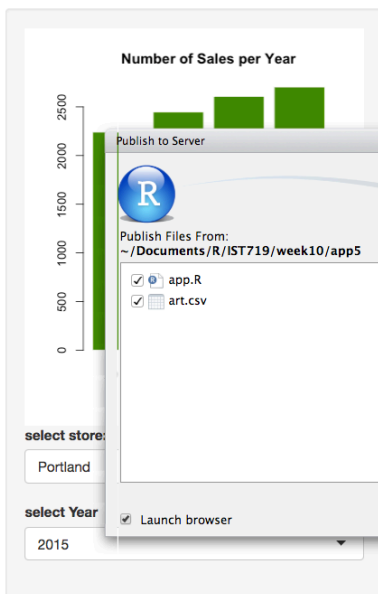 Number of Sales per Year
2500
2000
1500
1000
500
0
Publish to Server
R
Publish Files From:
~/Documents/R/IST719/week10/app5
app.R
art.csv
select store:
Portland
select Year
2015
Launch browser